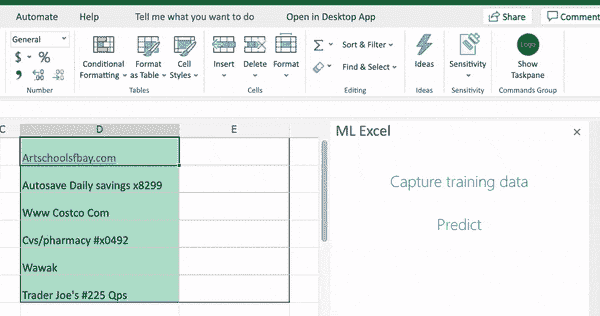 Automate Help Tell me what you want to do Open in Desktop App Share Comment
General
$ % Conditional Formatting Format as Table Cell Styles Insert Delete Format Σ Sort & Filter Find & Select Ideas Sensitivity Logo Show Taskpane
Number Tables Cells Editing Ideas Sensitivity Commands Group
C D E
ML Excel ×
Artschoolsfbay.com
Autosave Daily savings x8299
Www Costco Com
Cvs/pharmacy #x0492
Wawak
Trader Joe's #225 Qps
Capture training data
Predict